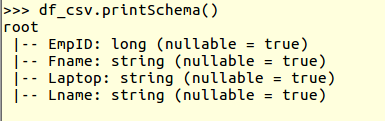 >>> df_csv.printSchema()
root
 |-- EmpID: long (nullable = true)
 |-- Fname: string (nullable = true)
 |-- Laptop: string (nullable = true)
 |-- Lname: string (nullable = true)